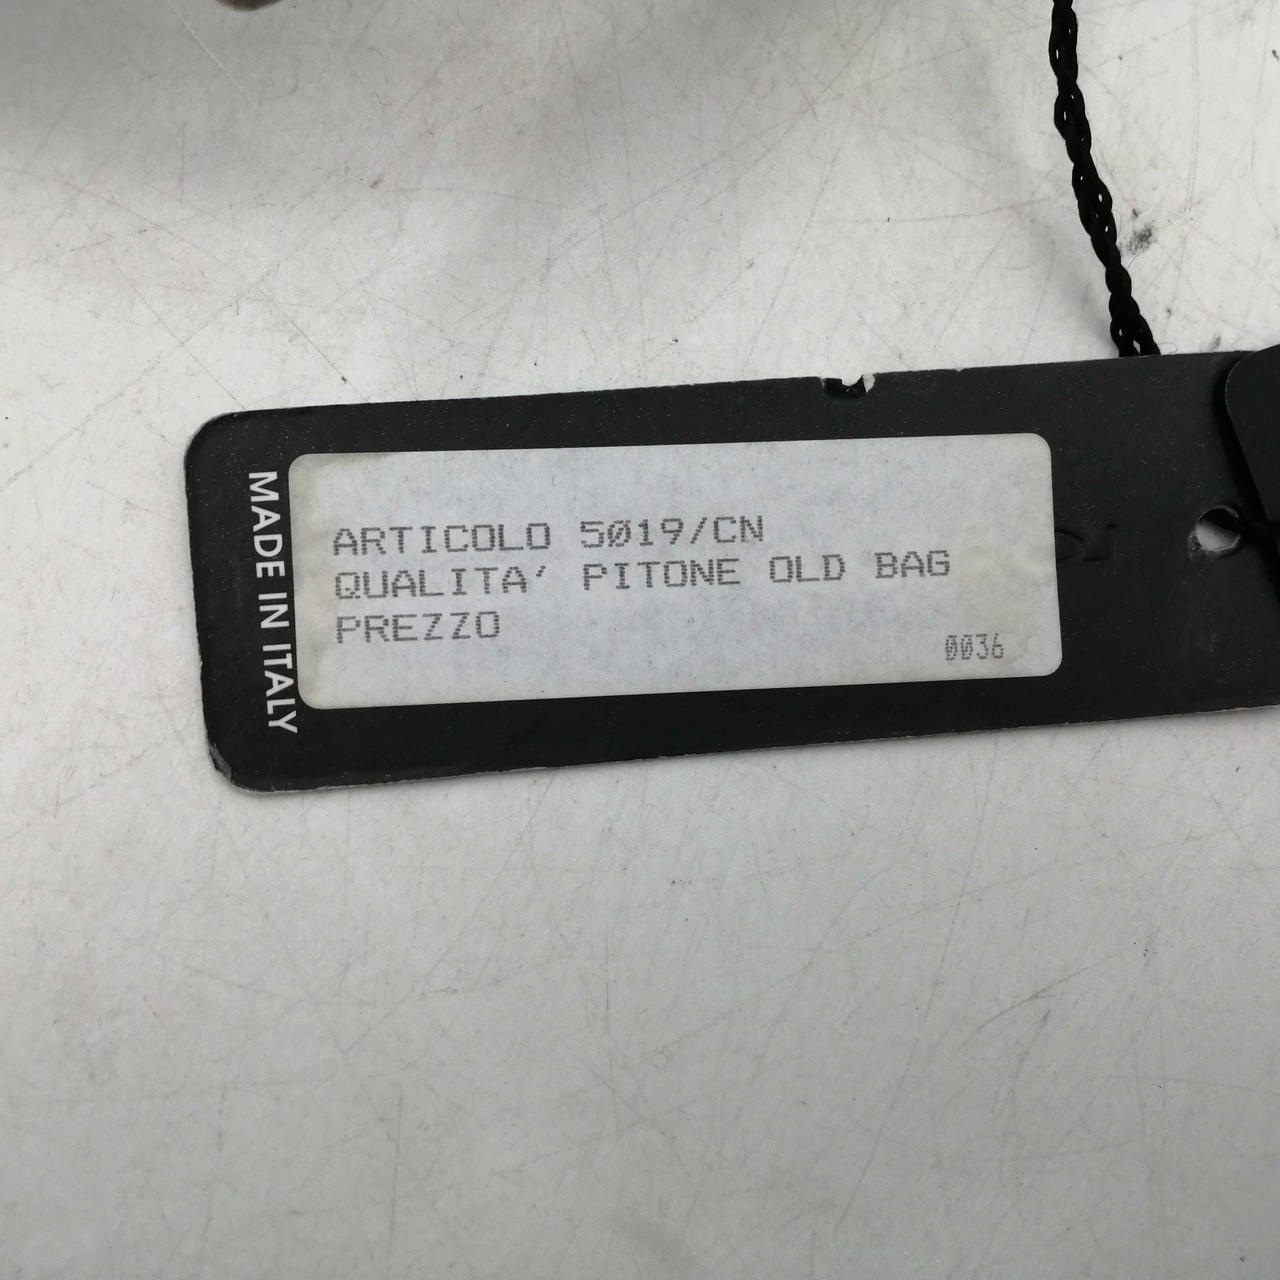 MADE IN ITALY
ARTICOLO 5019/CN
QUALITA' PITONE OLD BAG
PREZZO
0036